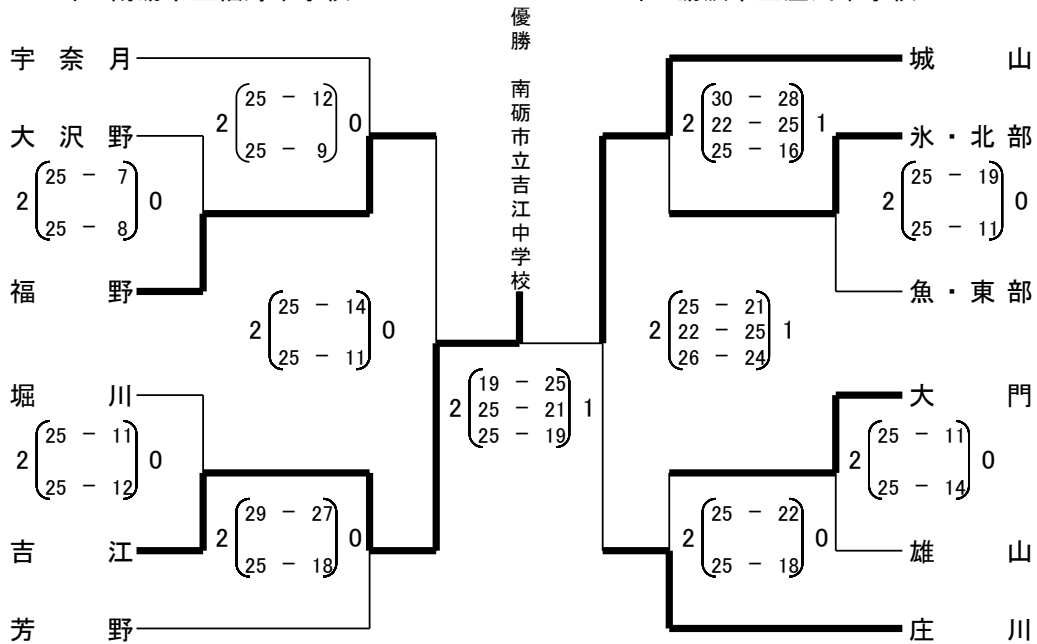 優勝 南砺市立吉江中学校
宇奈月
2 25 － 12 0
25 － 9
大沢野
2 25 － 7 0
25 － 8
福野
2 25 － 14 0
25 － 11
堀川
2 25 － 11 0
25 － 12
吉江
2 29 － 27 0
25 － 18
芳野
2 19 － 25 1
25 － 21
25 － 19
城山
2 30 － 28 1
22 － 25
25 － 16
氷・北部
2 25 － 19 0
25 － 11
魚・東部
2 25 － 21 1
22 － 25
26 － 24
大門
2 25 － 11 0
25 － 14
雄山
2 25 － 22 0
25 － 18
庄川